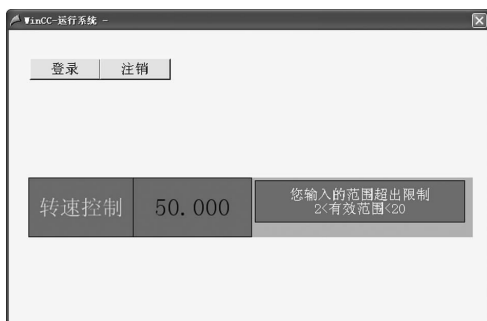 WinCC-运行系统 -
登录 注销
转速控制 50.000
您输入的范围超出限制
2<有效范围<20